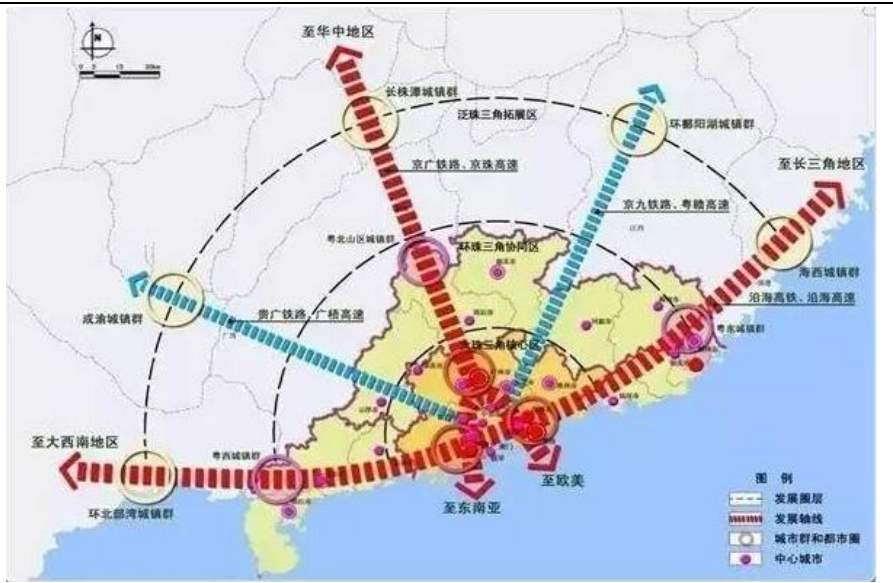 N
至华中地区
长株潭城镇群
泛珠三角拓展区
环鄱阳湖城镇群
至长三角地区
京广铁路、京珠高速
京九铁路、粤赣高速
江西
粤北山区城镇群
环珠三角协同区
海西城镇群
成渝城镇群
贵广铁路、广梧高速
沿海高铁、沿海高速
粤东城镇群
大珠三角核心区
至大西南地区
粤西城镇群
环北部湾城镇群
至东南亚
至欧美
图 例
发展圈层
发展轴线
城市群和都市圈
中心城市